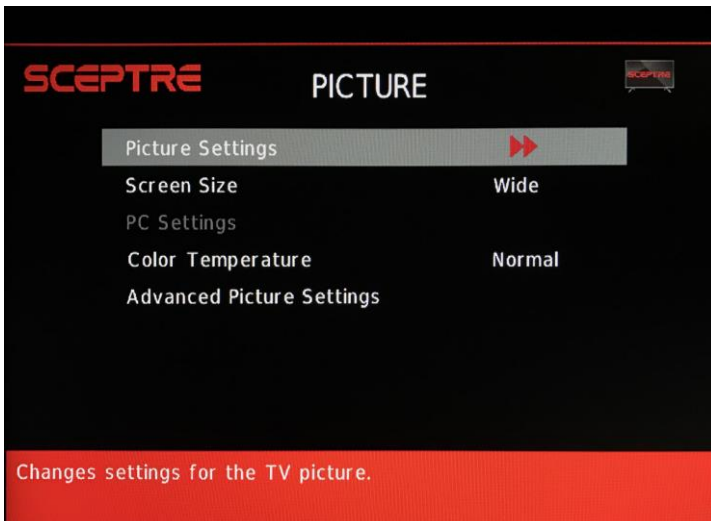 SCEPTRE
PICTURE
SCEPTRE
Picture Settings
Screen Size Wide
PC Settings
Color Temperature Normal
Advanced Picture Settings
Changes settings for the TV picture.